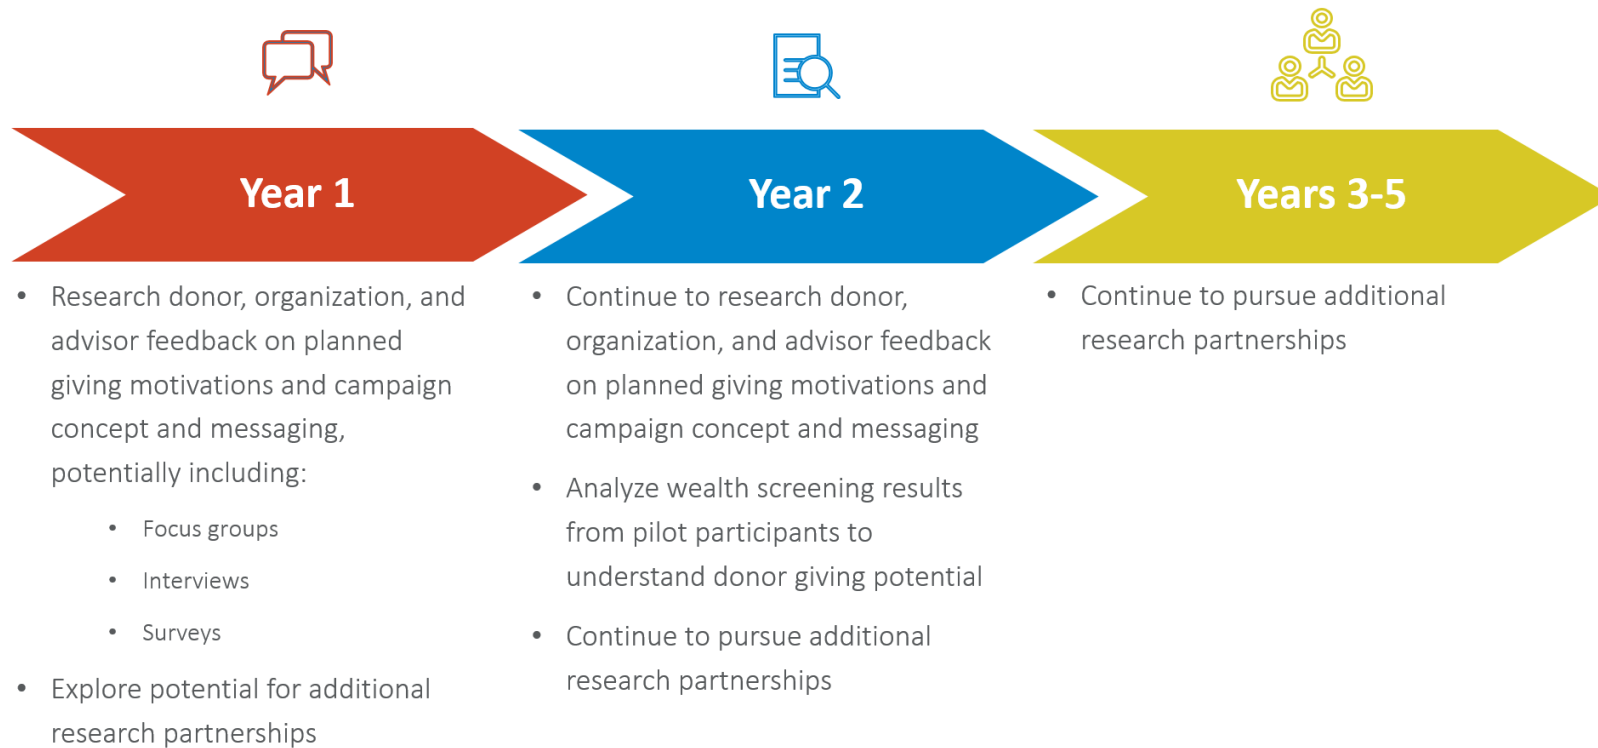 Year 1
Year 2
Years 3-5
• Research donor, organization, and
advisor feedback on planned
giving motivations and campaign
concept and messaging,
potentially including:
• Focus groups
• Interviews
• Surveys
• Explore potential for additional
research partnerships
• Continue to research donor,
organization, and advisor feedback
on planned giving motivations and
campaign concept and messaging
• Analyze wealth screening results
from pilot participants to
understand donor giving potential
• Continue to pursue additional
research partnerships
• Continue to pursue additional
research partnerships